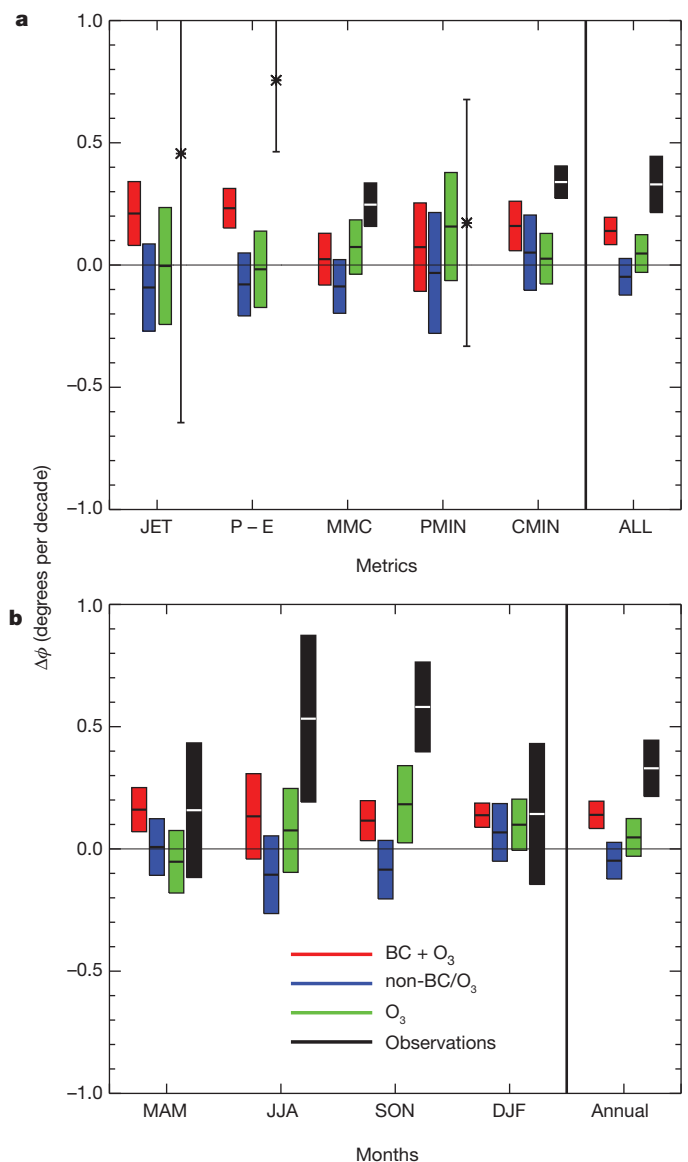 a
1.0
0.5
0.0
−0.5
−1.0
JET P − E MMC PMIN CMIN ALL
Metrics
Δϕ (degrees per decade)
b
1.0
0.5
0.0
−0.5
−1.0
BC + O₃
non-BC/O₃
O₃
Observations
MAM JJA SON DJF Annual
Months